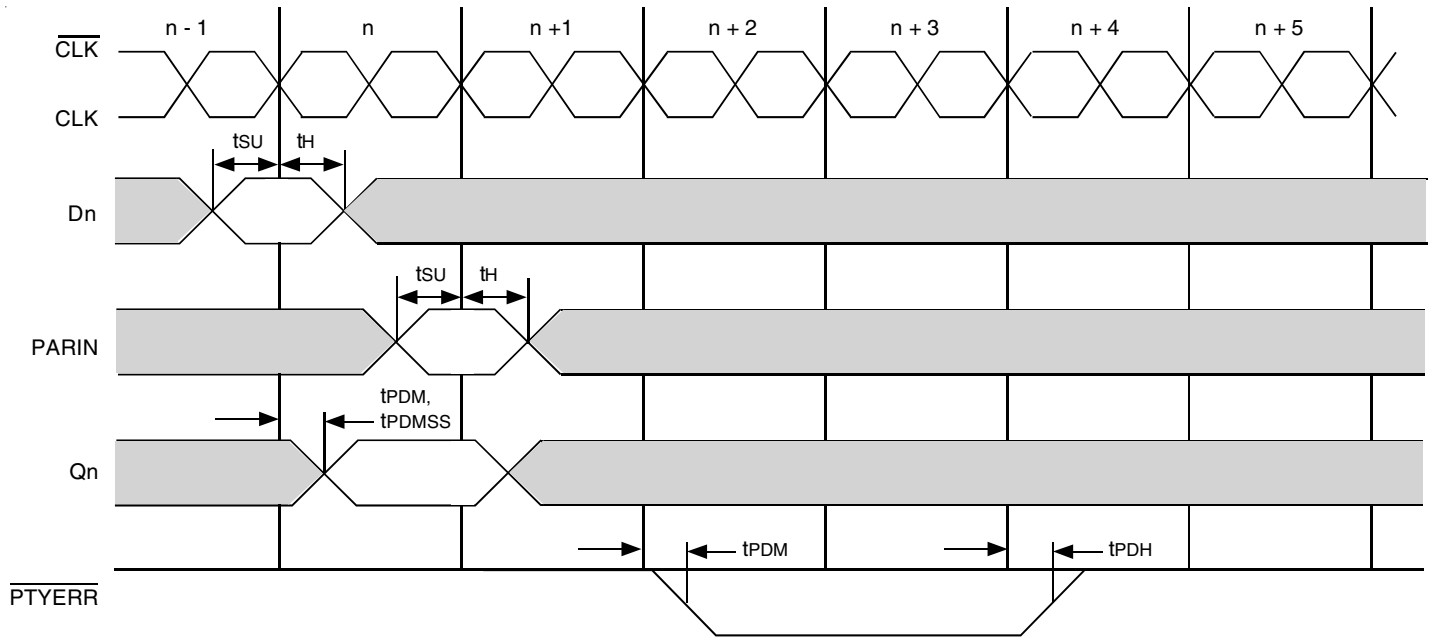 n - 1 n n +1 n + 2 n + 3 n + 4 n + 5
CLK
CLK
tSU tH
Dn
tSU tH
PARIN
tPDM,
tPDMSS
Qn
tPDM tPDH
PTYERR